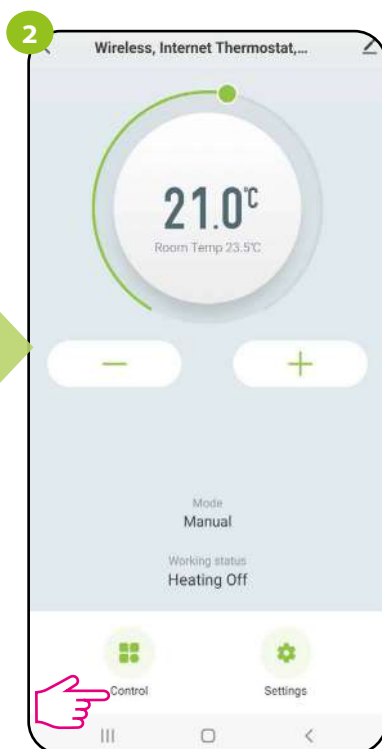 2
Wireless, Internet Thermostat,...
21.0°C
Room Temp 23.5°C
Mode
Manual
Working status
Heating Off
Control
Settings